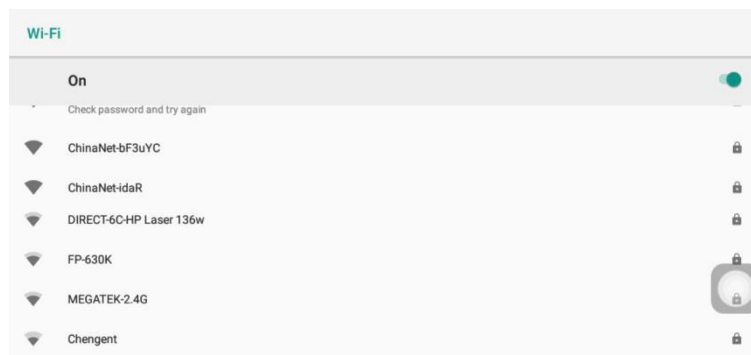 Wi-Fi
On
Check password and try again
ChinaNet-bF3uYC
ChinaNet-idaR
DIRECT-6C-HP Laser 136w
FP-630K
MEGATEK-2.4G
Chengent